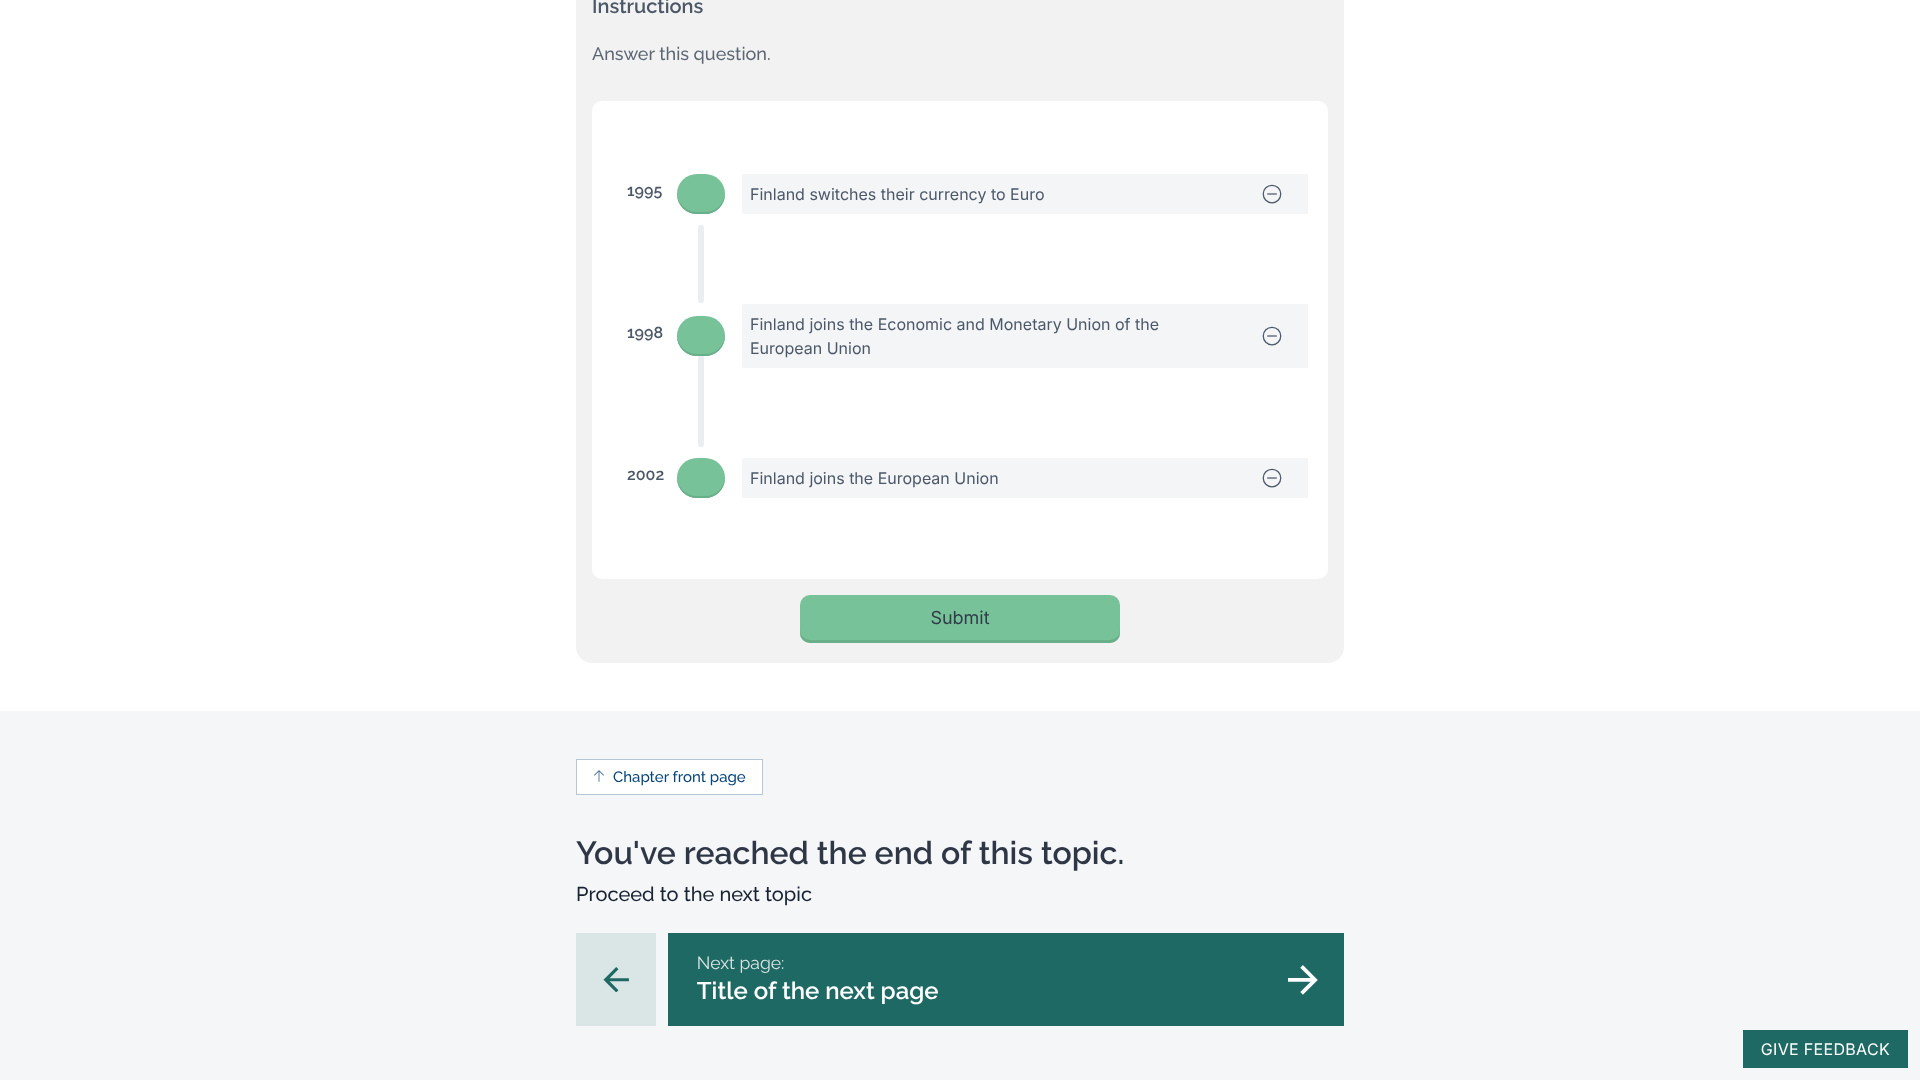 Instructions
Answer this question.
1995
Finland switches their currency to Euro
1998
Finland joins the Economic and Monetary Union of the
European Union
2002
Finland joins the European Union
Submit
Chapter front page
You've reached the end of this topic.
Proceed to the next topic
Next page:
Title of the next page
GIVE FEEDBACK